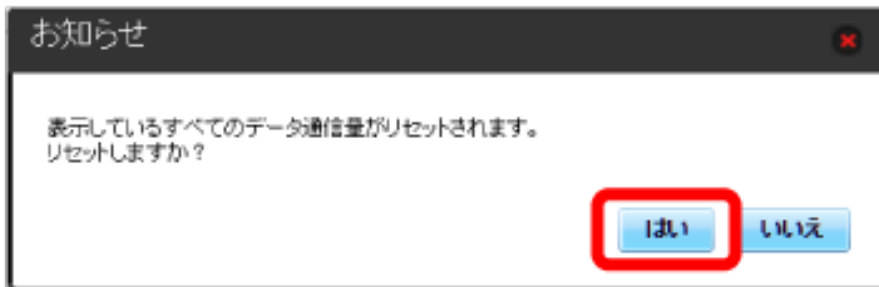 お知らせ
表示しているすべてのデータ通信量がリセットされます。
リセットしますか？
はい いいえ